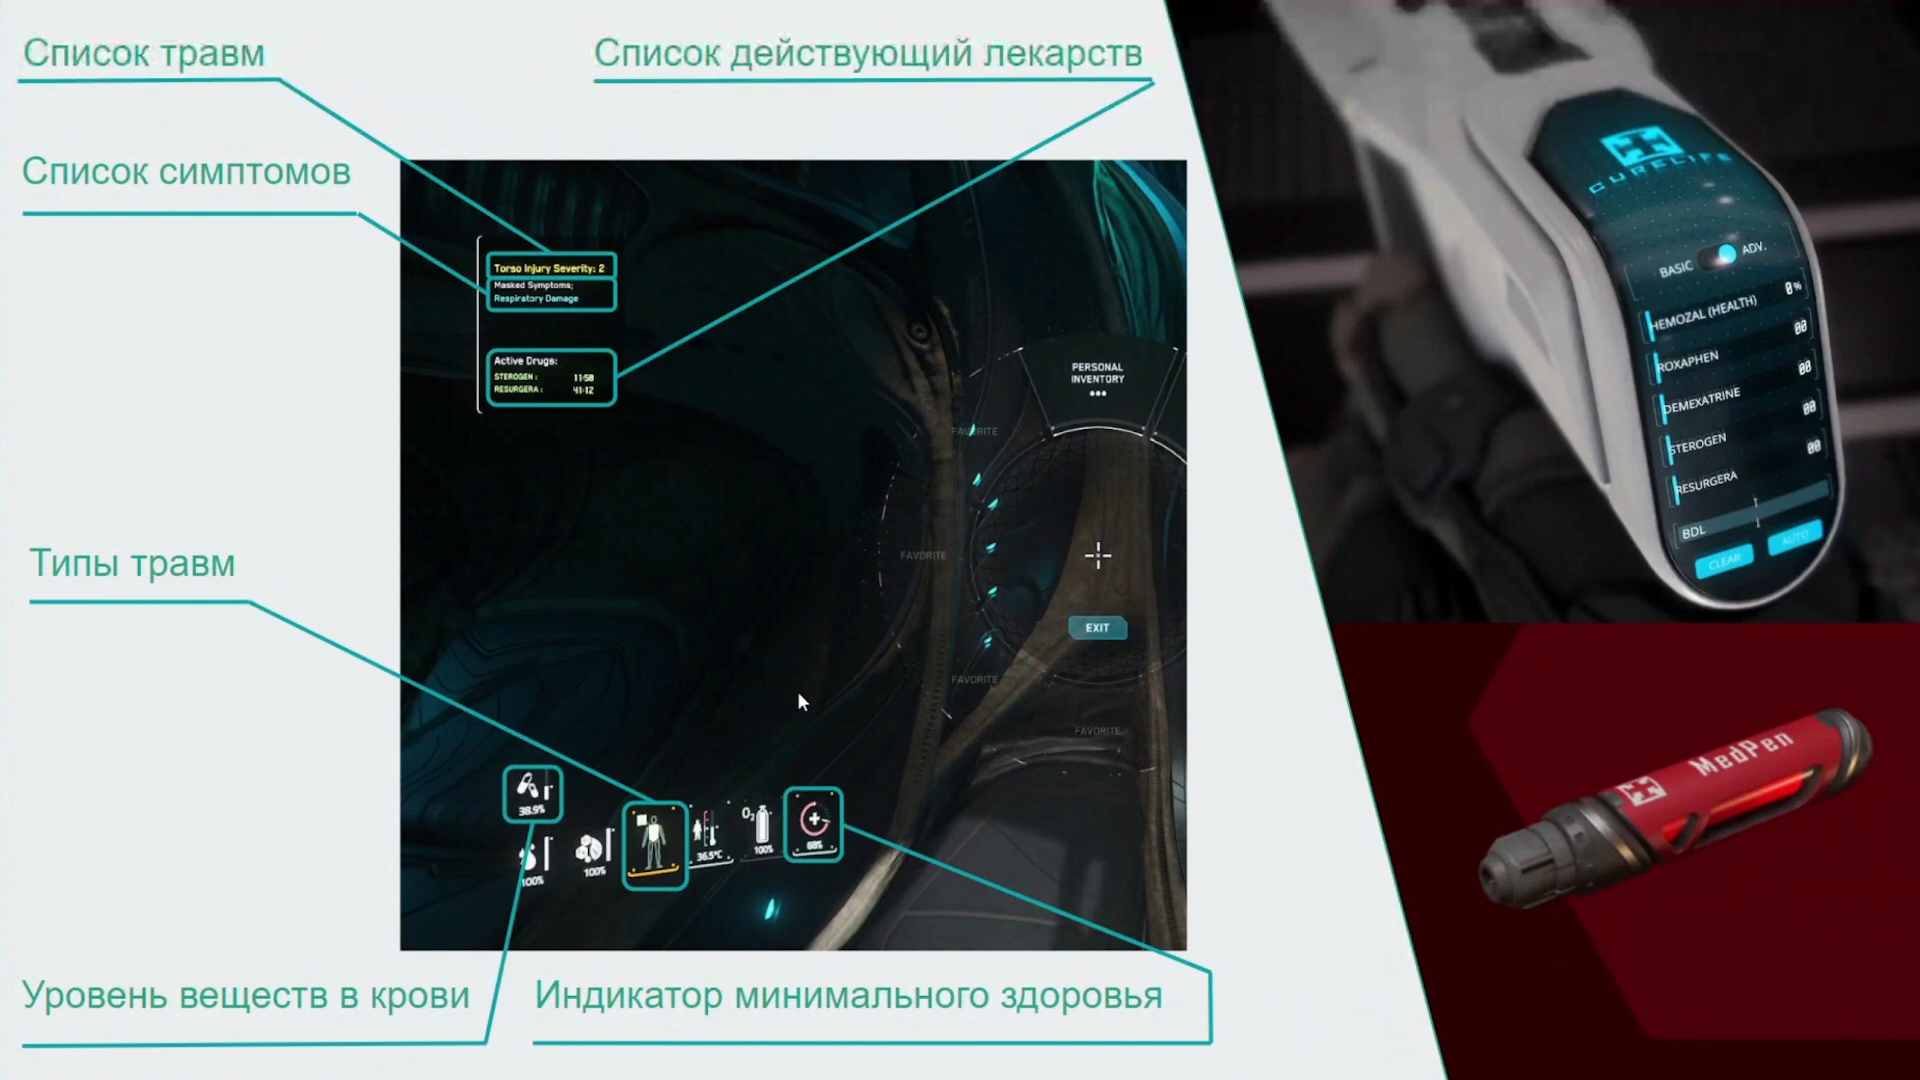 Список травм
Список действующий лекарств
Список симптомов
Torso Injury Severity: 2
Masked Symptoms;
Respiratory Damage
Active Drugs:
STEROGEN : 11:50
RESURGERA : 41:12
PERSONAL
INVENTORY
FAVORITE
FAVORITE
EXIT
FAVORITE
FAVORITE
Типы травм
38.9%
100%
100%
36.5°C
O2
100%
68%
Уровень веществ в крови
Индикатор минимального здоровья
CURELIFE
BASIC ADV.
HEMOZAL (HEALTH) 0%
ROXAPHEN 00
DEMEXATRINE 00
STEROGEN 00
RESURGERA 00
BDL
CLEAR AUTO
MedPen